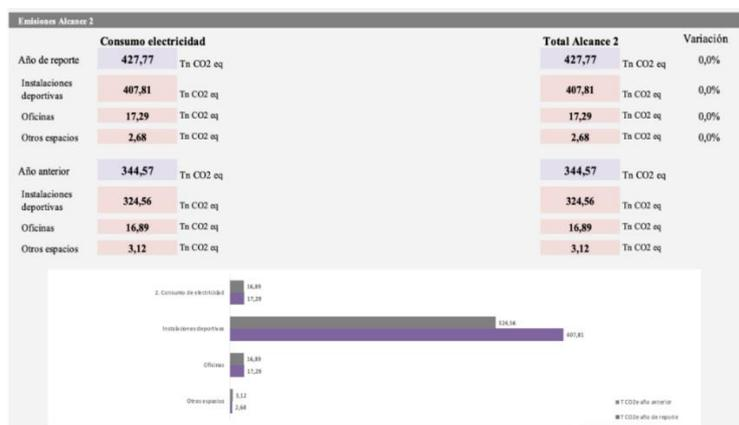 Emisiones Alcance 2
Consumo electricidad Total Alcance 2 Variación
Año de reporte 427,77 Tn CO2 eq 427,77 Tn CO2 eq 0,0%
Instalaciones
deportivas 407,81 Tn CO2 eq 407,81 Tn CO2 eq 0,0%
Oficinas 17,29 Tn CO2 eq 17,29 Tn CO2 eq 0,0%
Otros espacios 2,68 Tn CO2 eq 2,68 Tn CO2 eq 0,0%
Año anterior 344,57 Tn CO2 eq 344,57 Tn CO2 eq
Instalaciones
deportivas 324,56 Tn CO2 eq 324,56 Tn CO2 eq
Oficinas 16,89 Tn CO2 eq 16,89 Tn CO2 eq
Otros espacios 3,12 Tn CO2 eq 3,12 Tn CO2 eq
2. Consumo de electricidad 16,89
17,29
Instalaciones deportivas 324,56
407,81
Oficinas 16,89
17,29
Otros espacios 3,12
2,68
T CO2e año anterior
T CO2e año de reporte